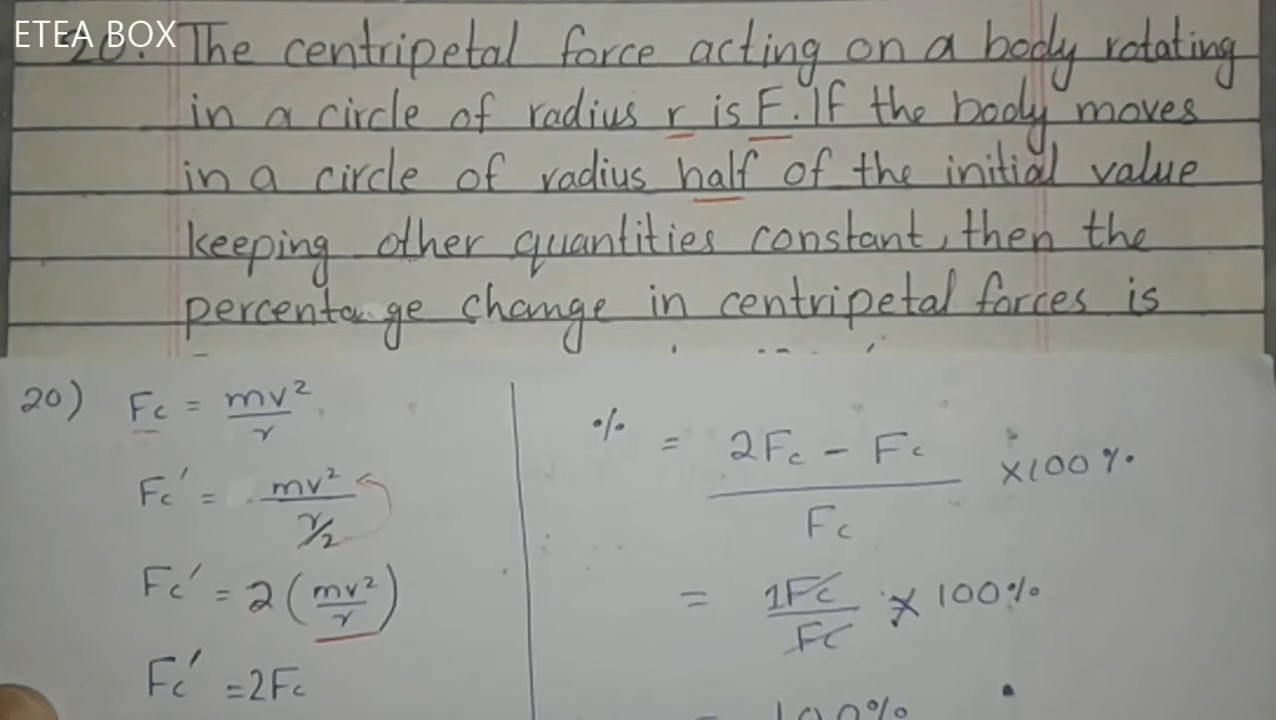 ETEA BOX
20. The centripetal force acting on a body rotating
in a circle of radius r is F. If the body moves
in a circle of radius half of the initial value
keeping other quantities constant, then the
percentage change in centripetal forces is
20) Fc = mv²/r
Fc' = mv²/(r/2)
Fc' = 2(mv²/r)
Fc' = 2Fc
% = (2Fc - Fc)/Fc ×100%
= 1Fc/Fc × 100%
= 100%